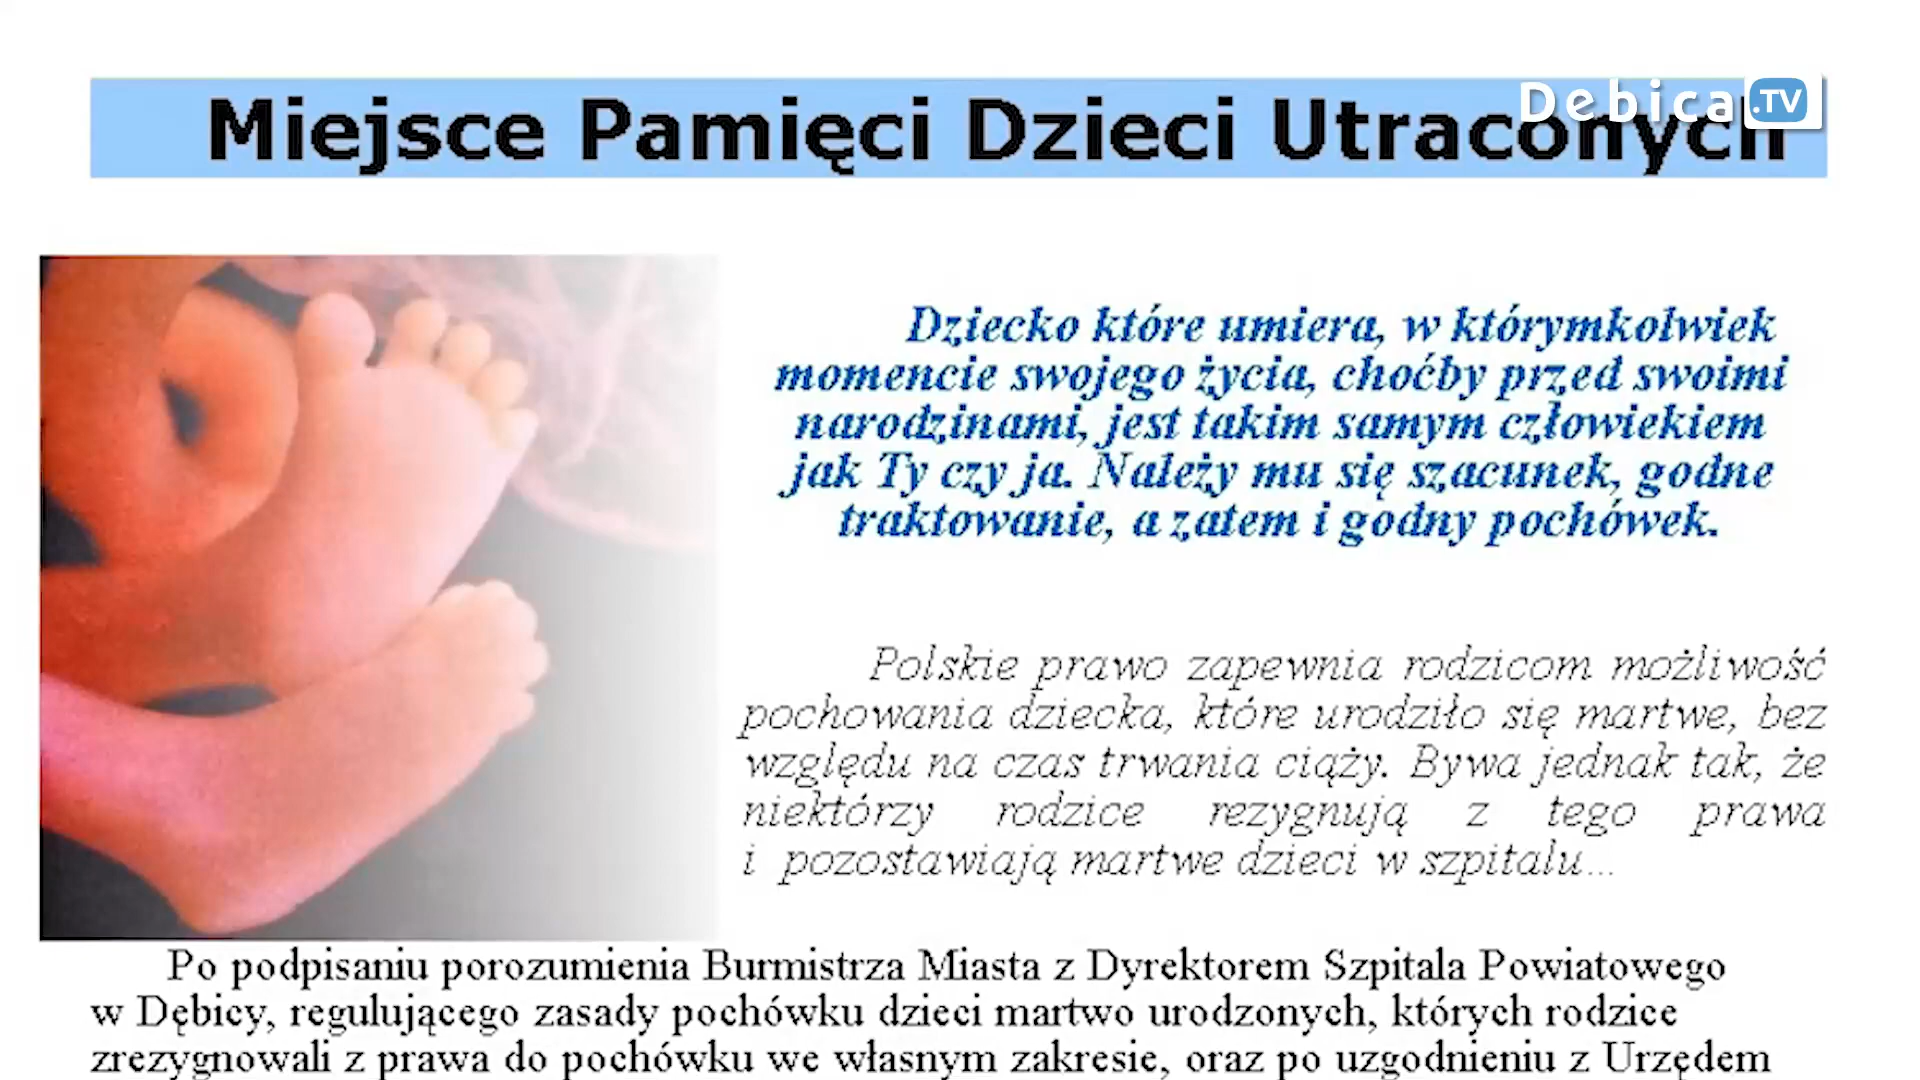 Miejsce Pamięci Dzieci Utraconych
Debica.TV
Dziecko które umiera, w którymkolwiek
momencie swojego życia, choćby przed swoimi
narodzinami, jest takim samym człowiekiem
jak Ty czy ja. Należy mu się szacunek, godne
traktowanie, a zatem i godny pochówek.
Polskie prawo zapewnia rodzicom możliwość
pochowania dziecka, które urodziło się martwe, bez
względu na czas trwania ciąży. Bywa jednak tak, że
niektórzy rodzice rezygnują z tego prawa
i pozostawiają martwe dzieci w szpitalu...
Po podpisaniu porozumienia Burmistrza Miasta z Dyrektorem Szpitala Powiatowego
w Dębicy, regulującego zasady pochówku dzieci martwo urodzonych, których rodzice
zrezygnowali z prawa do pochówku we własnym zakresie, oraz po uzgodnieniu z Urzędem